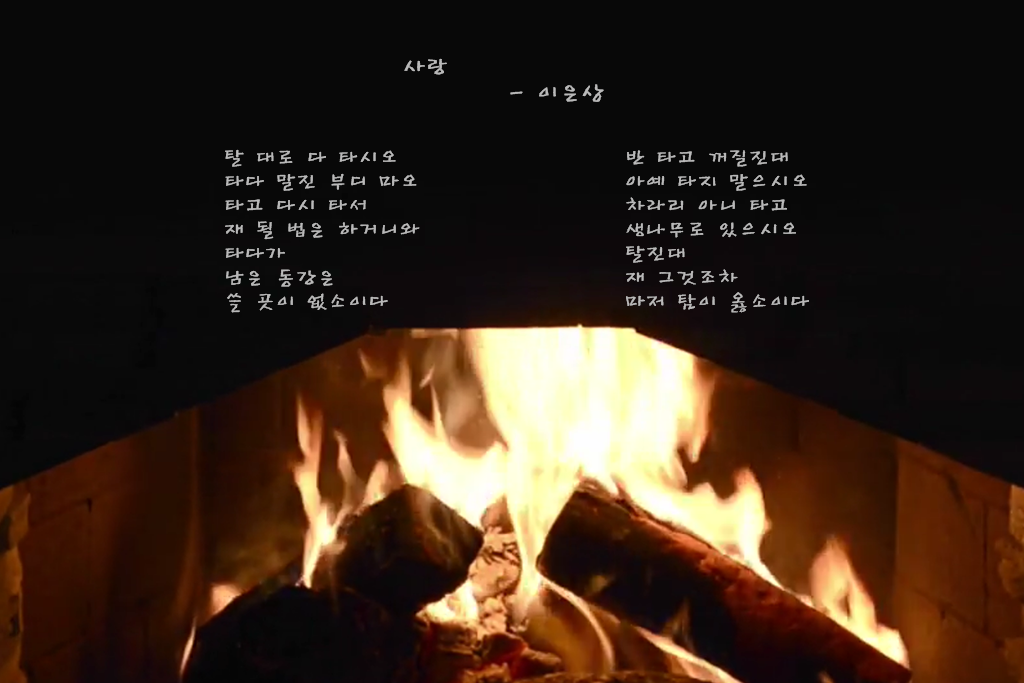 사랑
- 이은상
탈 대로 다 타시오
타다 말진 부디 마오
타고 다시 타서
재 될 법은 하거니와
타다가
남은 동강은
쓸 곳이 없소이다
반 타고 꺼질진대
아예 타지 말으시오
차라리 아니 타고
생나무로 있으시오
탈진대
재 그것조차
마저 탐이 옳소이다